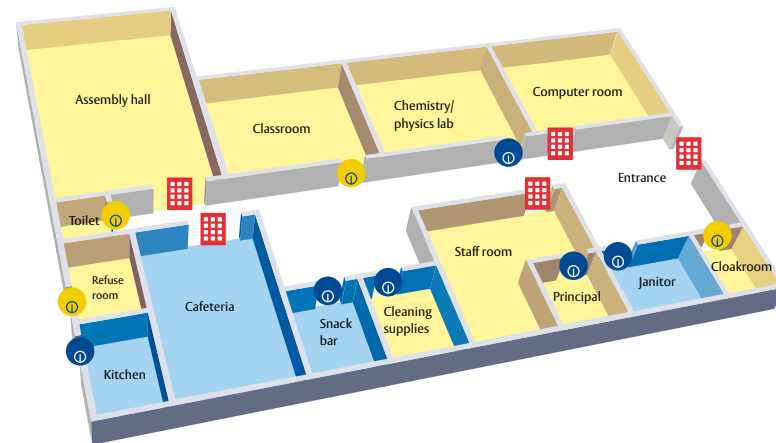 Assembly hall
Classroom
Chemistry/
physics lab
Computer room
Entrance
Toilet
Staff room
Refuse
room
Cafeteria
Snack
bar
Cleaning
supplies
Principal
Janitor
Cloakroom
Kitchen